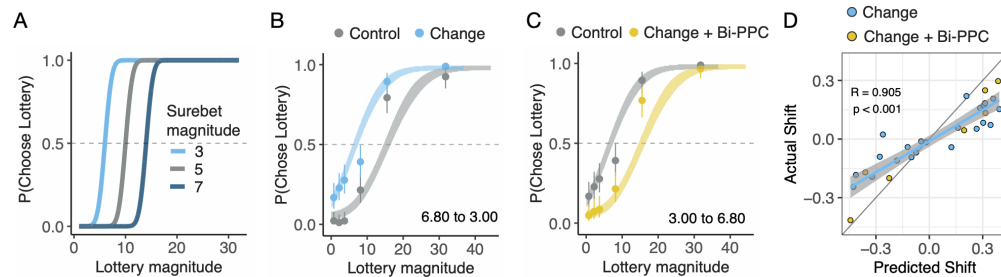 A
P(Choose Lottery)
1.0
0.5
0.0
Surebet
magnitude
3
5
7
0 10 20 30
Lottery magnitude
B
Control Change
P(Chose Lottery)
1.0
0.5
0.0
6.80 to 3.00
0 10 20 30 40
Lottery magnitude
C
Control Change + Bi-PPC
P(Chose Lottery)
1.0
0.5
0.0
3.00 to 6.80
0 10 20 30 40
Lottery magnitude
D
Change
Change + Bi-PPC
Actual Shift
0.3
0.0
−0.3
R = 0.905
p < 0.001
−0.3 0.0 0.3
Predicted Shift